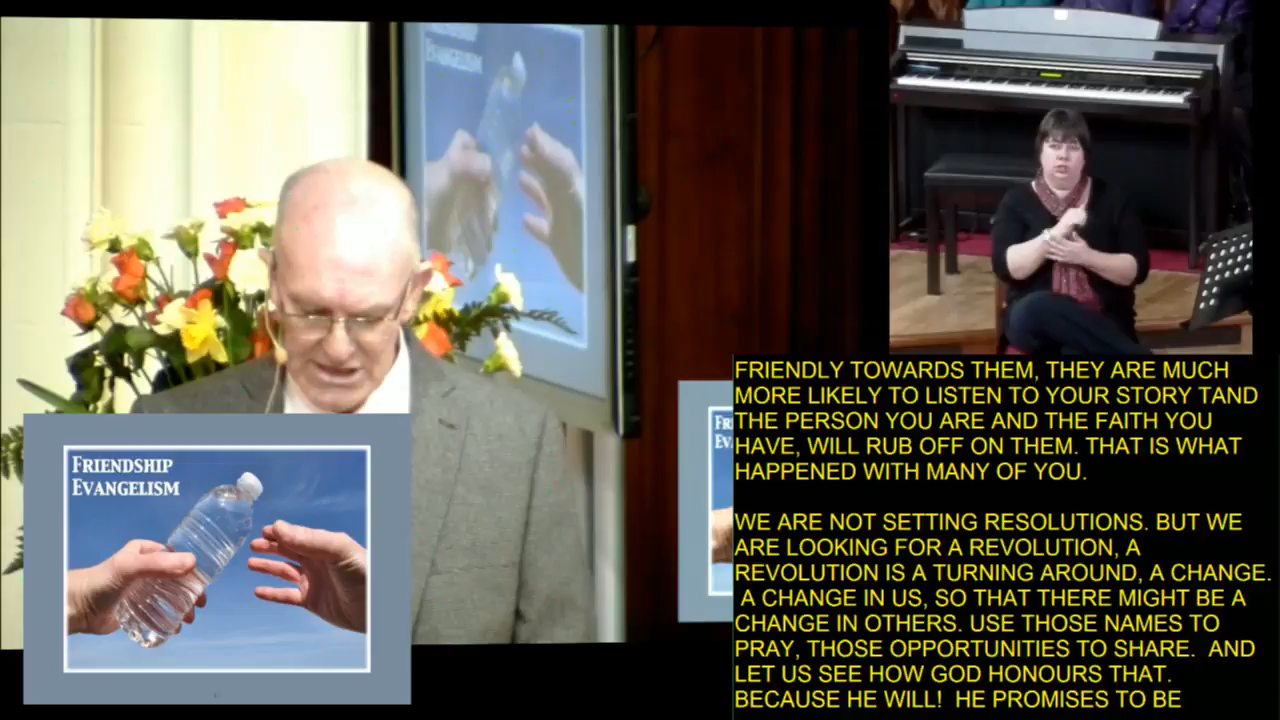 FRIENDSHIP
EVANGELISM
FRIENDSHIP
EVANGELISM
FR
EV
FRIENDLY TOWARDS THEM, THEY ARE MUCH
MORE LIKELY TO LISTEN TO YOUR STORY TAND
THE PERSON YOU ARE AND THE FAITH YOU
HAVE, WILL RUB OFF ON THEM. THAT IS WHAT
HAPPENED WITH MANY OF YOU.
WE ARE NOT SETTING RESOLUTIONS. BUT WE
ARE LOOKING FOR A REVOLUTION, A
REVOLUTION IS A TURNING AROUND, A CHANGE.
A CHANGE IN US, SO THAT THERE MIGHT BE A
CHANGE IN OTHERS. USE THOSE NAMES TO
PRAY, THOSE OPPORTUNITIES TO SHARE. AND
LET US SEE HOW GOD HONOURS THAT.
BECAUSE HE WILL! HE PROMISES TO BE